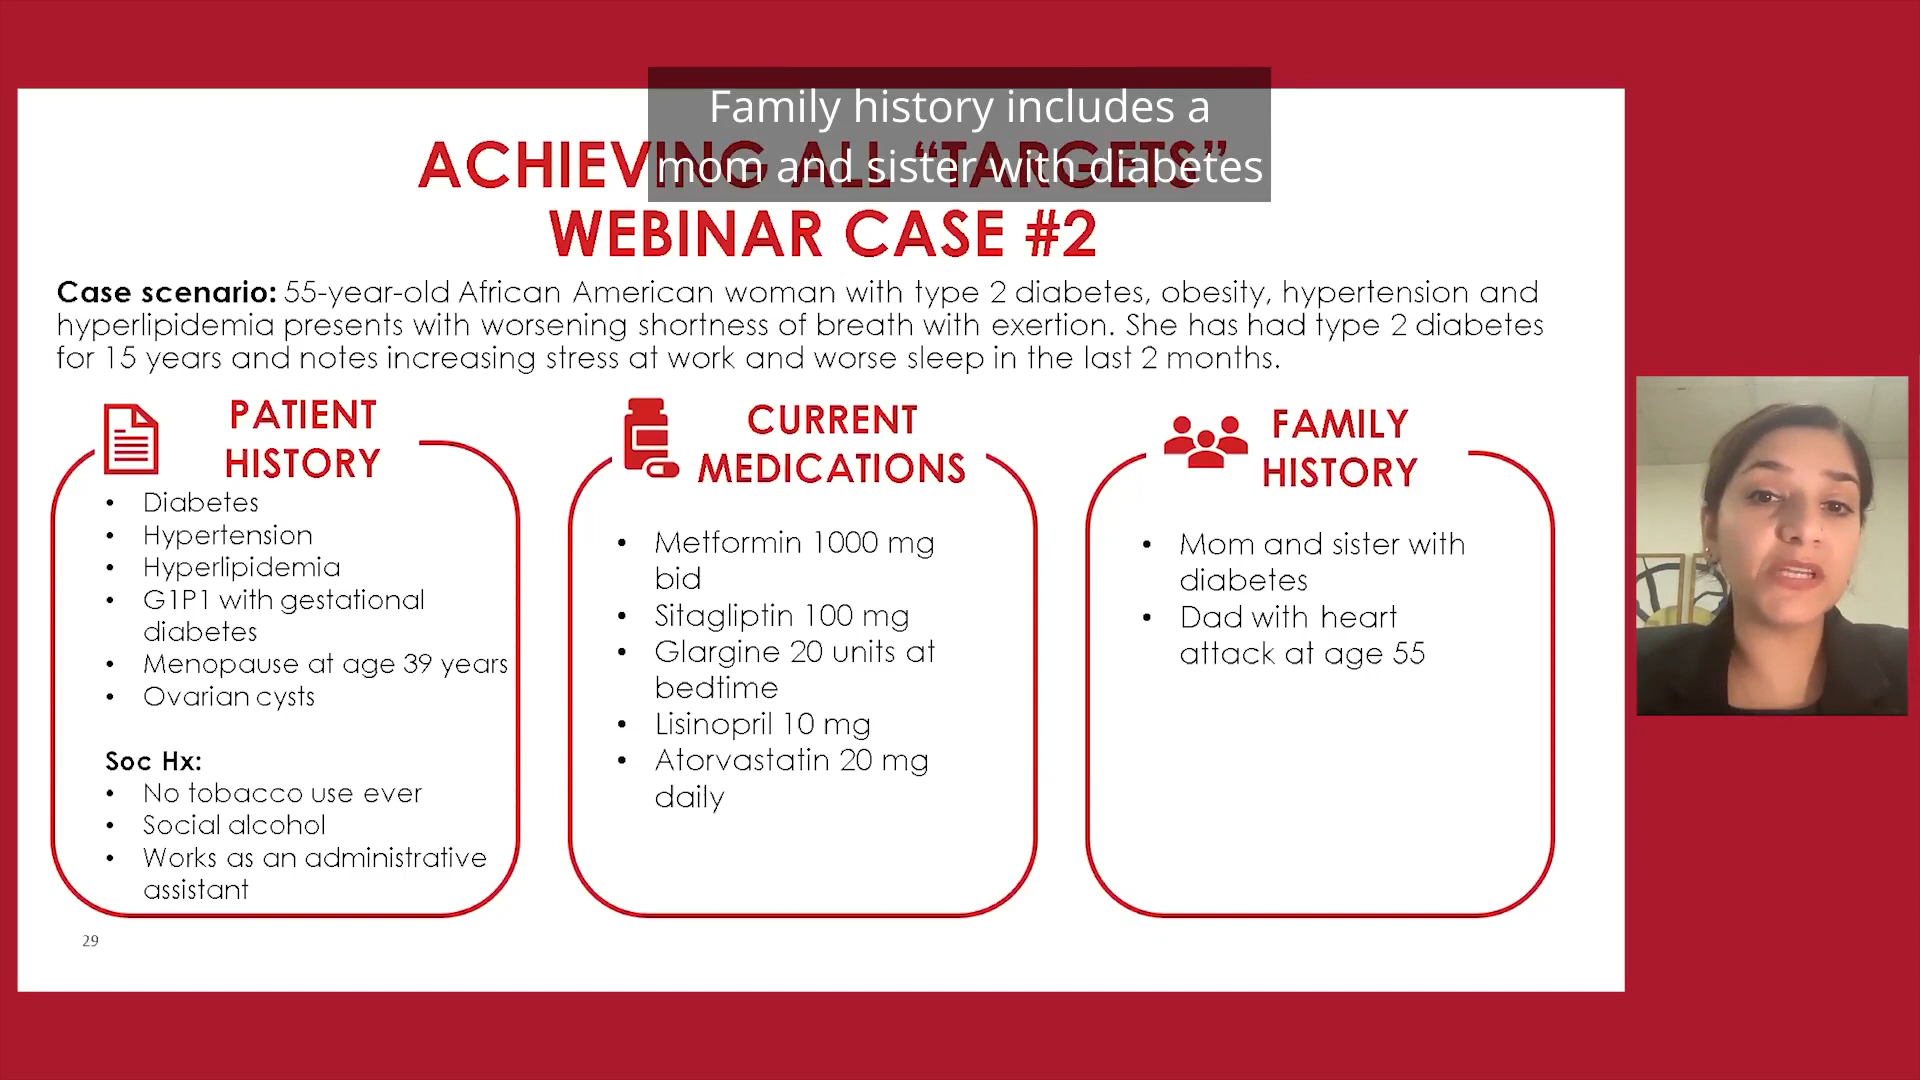 Family history includes a
mom and sister with diabetes
ACHIEVING ALL “TARGETS”
WEBINAR CASE #2
Case scenario: 55-year-old African American woman with type 2 diabetes, obesity, hypertension and
hyperlipidemia presents with worsening shortness of breath with exertion. She has had type 2 diabetes
for 15 years and notes increasing stress at work and worse sleep in the last 2 months.
PATIENT
HISTORY
• Diabetes
• Hypertension
• Hyperlipidemia
• G1P1 with gestational
diabetes
• Menopause at age 39 years
• Ovarian cysts
Soc Hx:
• No tobacco use ever
• Social alcohol
• Works as an administrative
assistant
CURRENT
MEDICATIONS
• Metformin 1000 mg
bid
• Sitagliptin 100 mg
• Glargine 20 units at
bedtime
• Lisinopril 10 mg
• Atorvastatin 20 mg
daily
FAMILY
HISTORY
• Mom and sister with
diabetes
• Dad with heart
attack at age 55
29